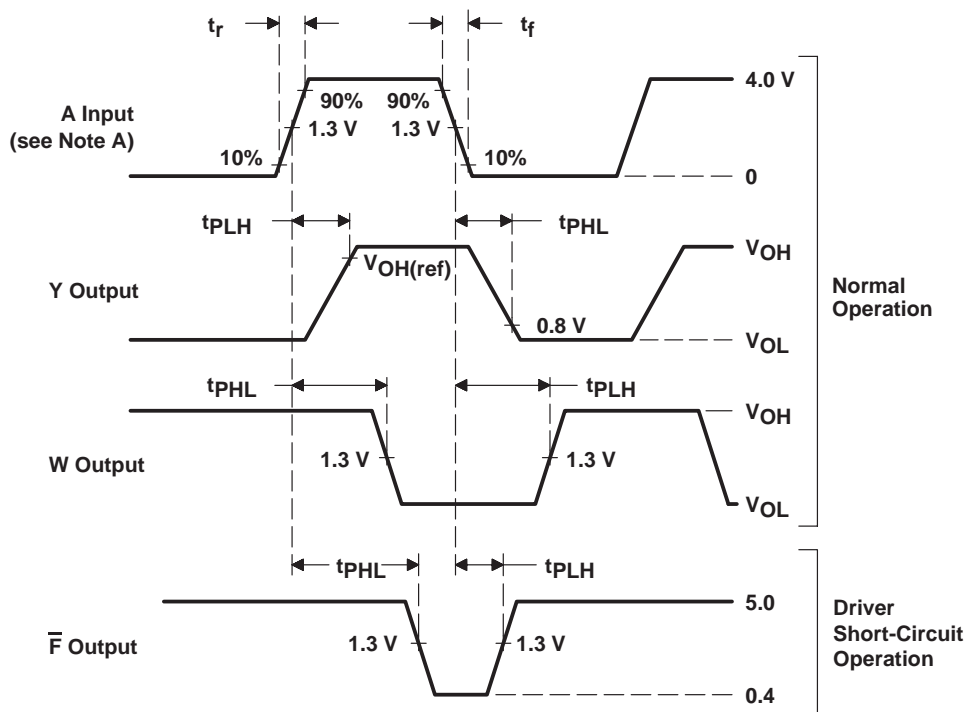 tr
tf
4.0 V
A Input
(see Note A)
90%
90%
1.3 V
1.3 V
10%
10%
0
tPLH
tPHL
VOH
VOH(ref)
Y Output
0.8 V
VOL
Normal
Operation
tPHL
tPLH
VOH
W Output
1.3 V
1.3 V
VOL
tPHL
tPLH
5.0
F̅ Output
1.3 V
1.3 V
0.4
Driver
Short-Circuit
Operation